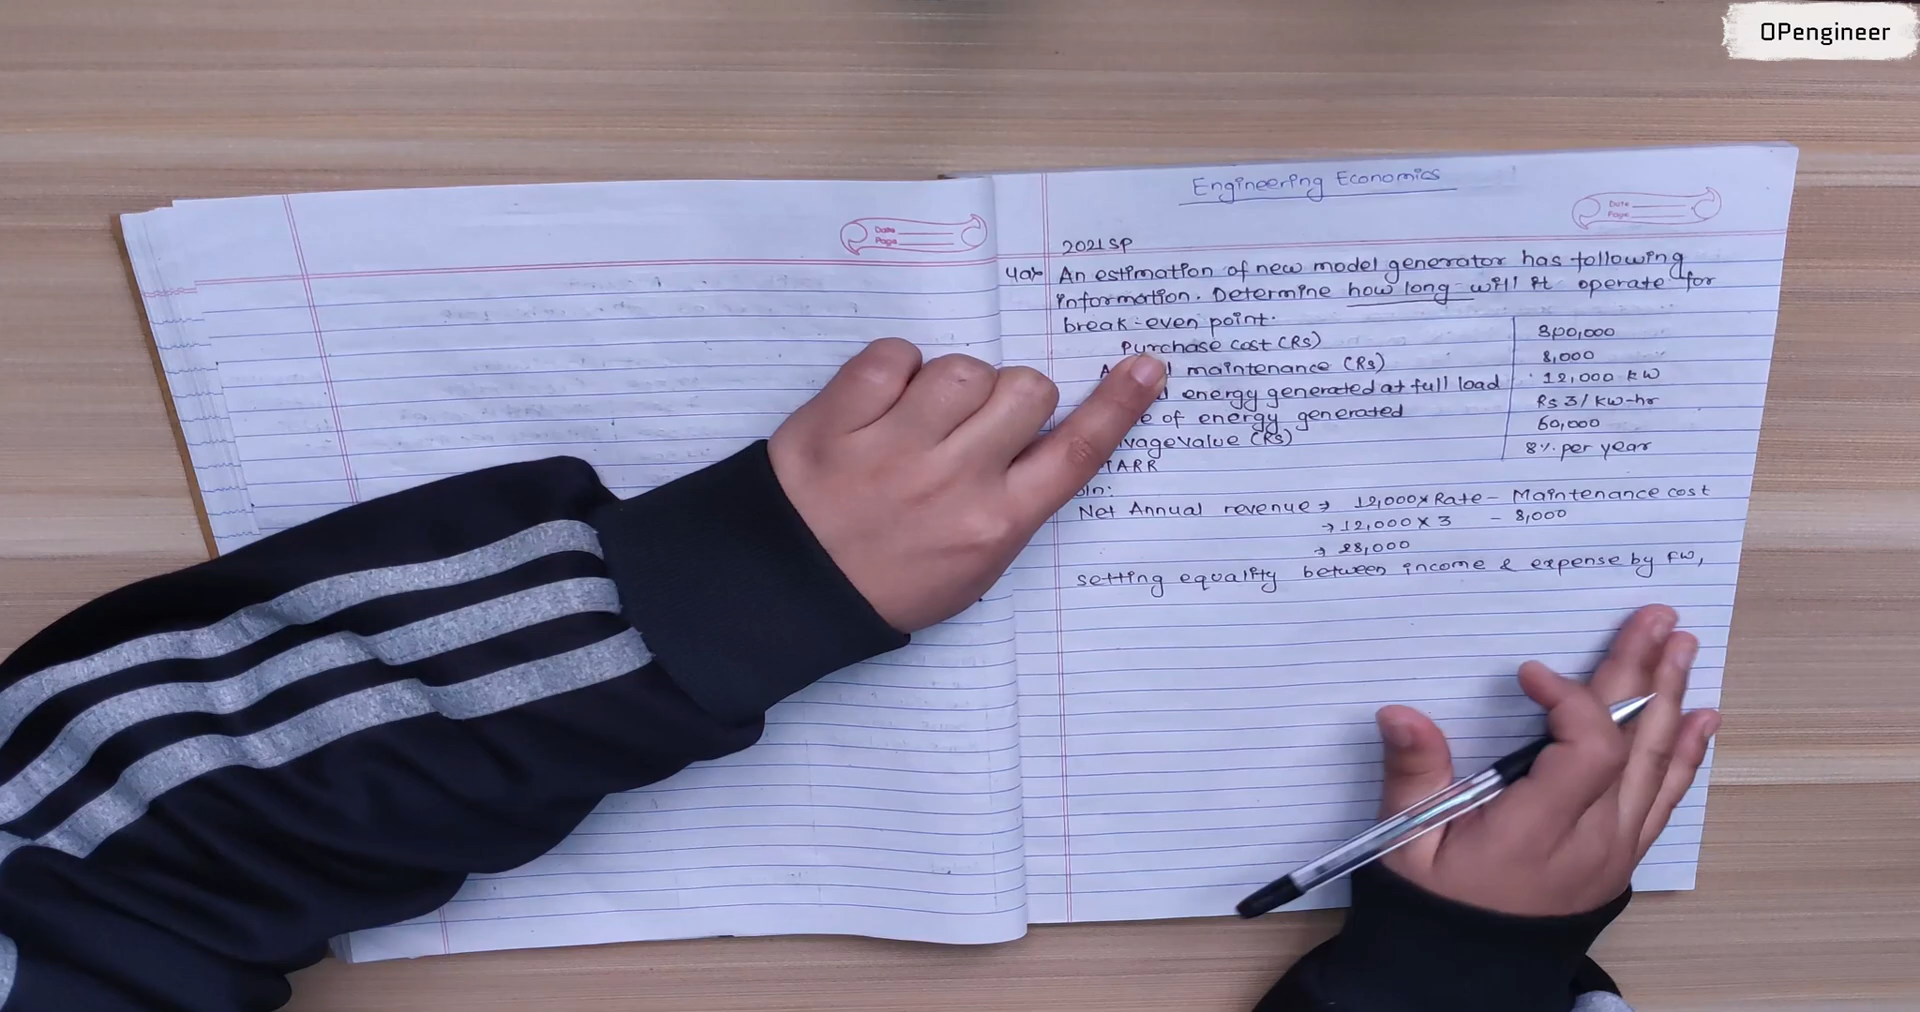 OPengineer
Engineering Economics
Date
Page
Date
Page
2021 SP
4a) An estimation of new model generator has following
information. Determine how long will it operate for
break-even point.
Purchase cost (Rs) 300,000
maintenance (Rs) 8,000
energy generated at full load 12,000 kW
of energy generated Rs 3/kW-hr
value (Rs) 60,000
8% per year
Net Annual revenue → 12,000 × Rate - Maintenance cost
→ 12,000 × 3 - 8,000
→ 28,000
setting equality between income & expense by FW,